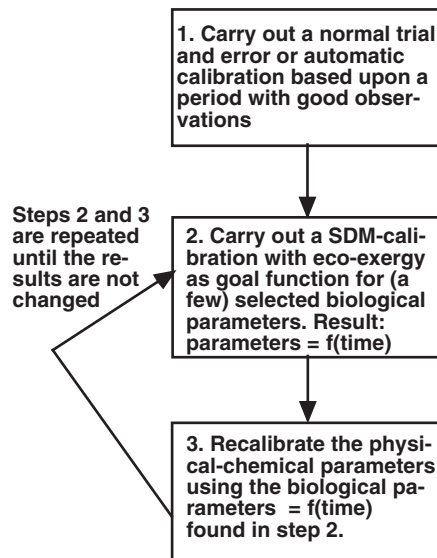 1. Carry out a normal trial
and error or automatic
calibration based upon a
period with good obser-
vations
Steps 2 and 3
are repeated
until the re-
sults are not
changed
2. Carry out a SDM-cali-
bration with eco-exergy
as goal function for (a
few) selected biological
parameters. Result:
parameters = f(time)
3. Recalibrate the physi-
cal-chemical parameters
using the biological pa-
rameters = f(time)
found in step 2.